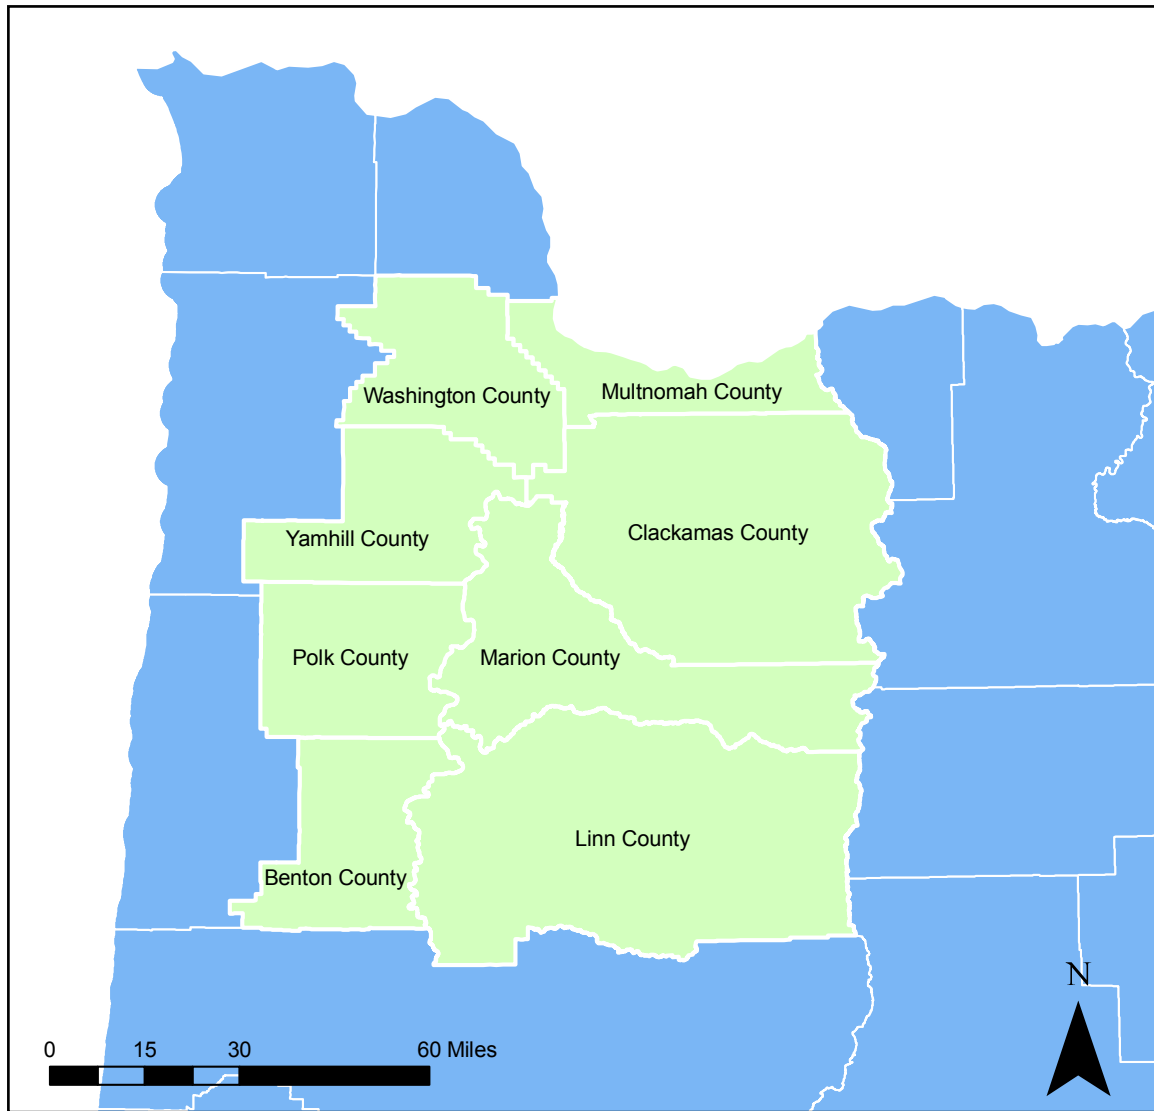 Washington County
Multnomah County
Yamhill County
Clackamas County
Polk County
Marion County
Linn County
Benton County
N
0 15 30 60 Miles